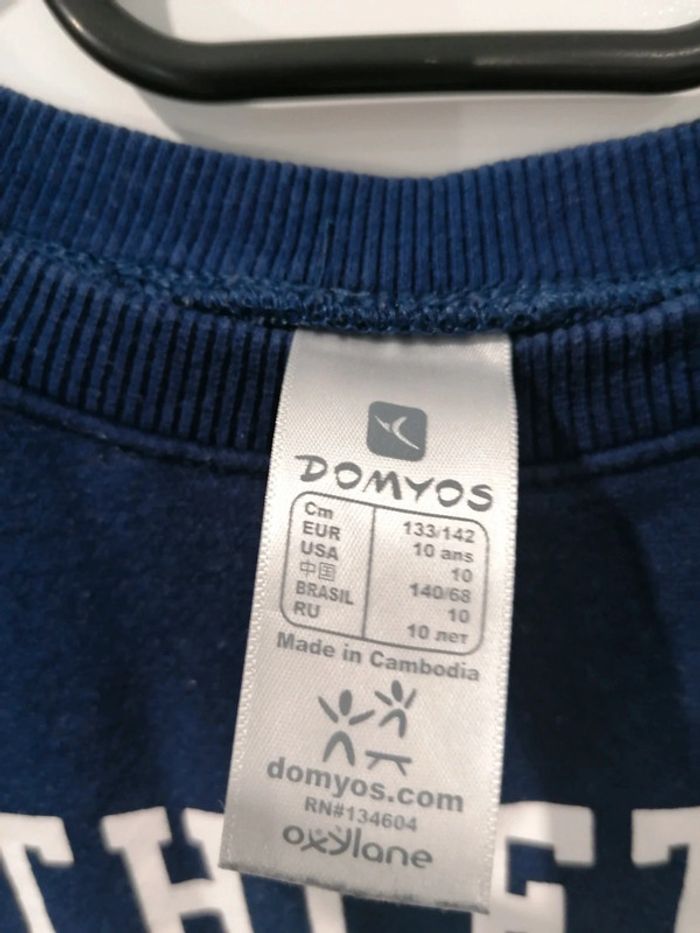 DOMYOS
Cm 133/142
EUR 10 ans
USA 10
中国 140/68
BRASIL 10
RU 10 лет
Made in Cambodia
domyos.com
RN#134604
oxylane